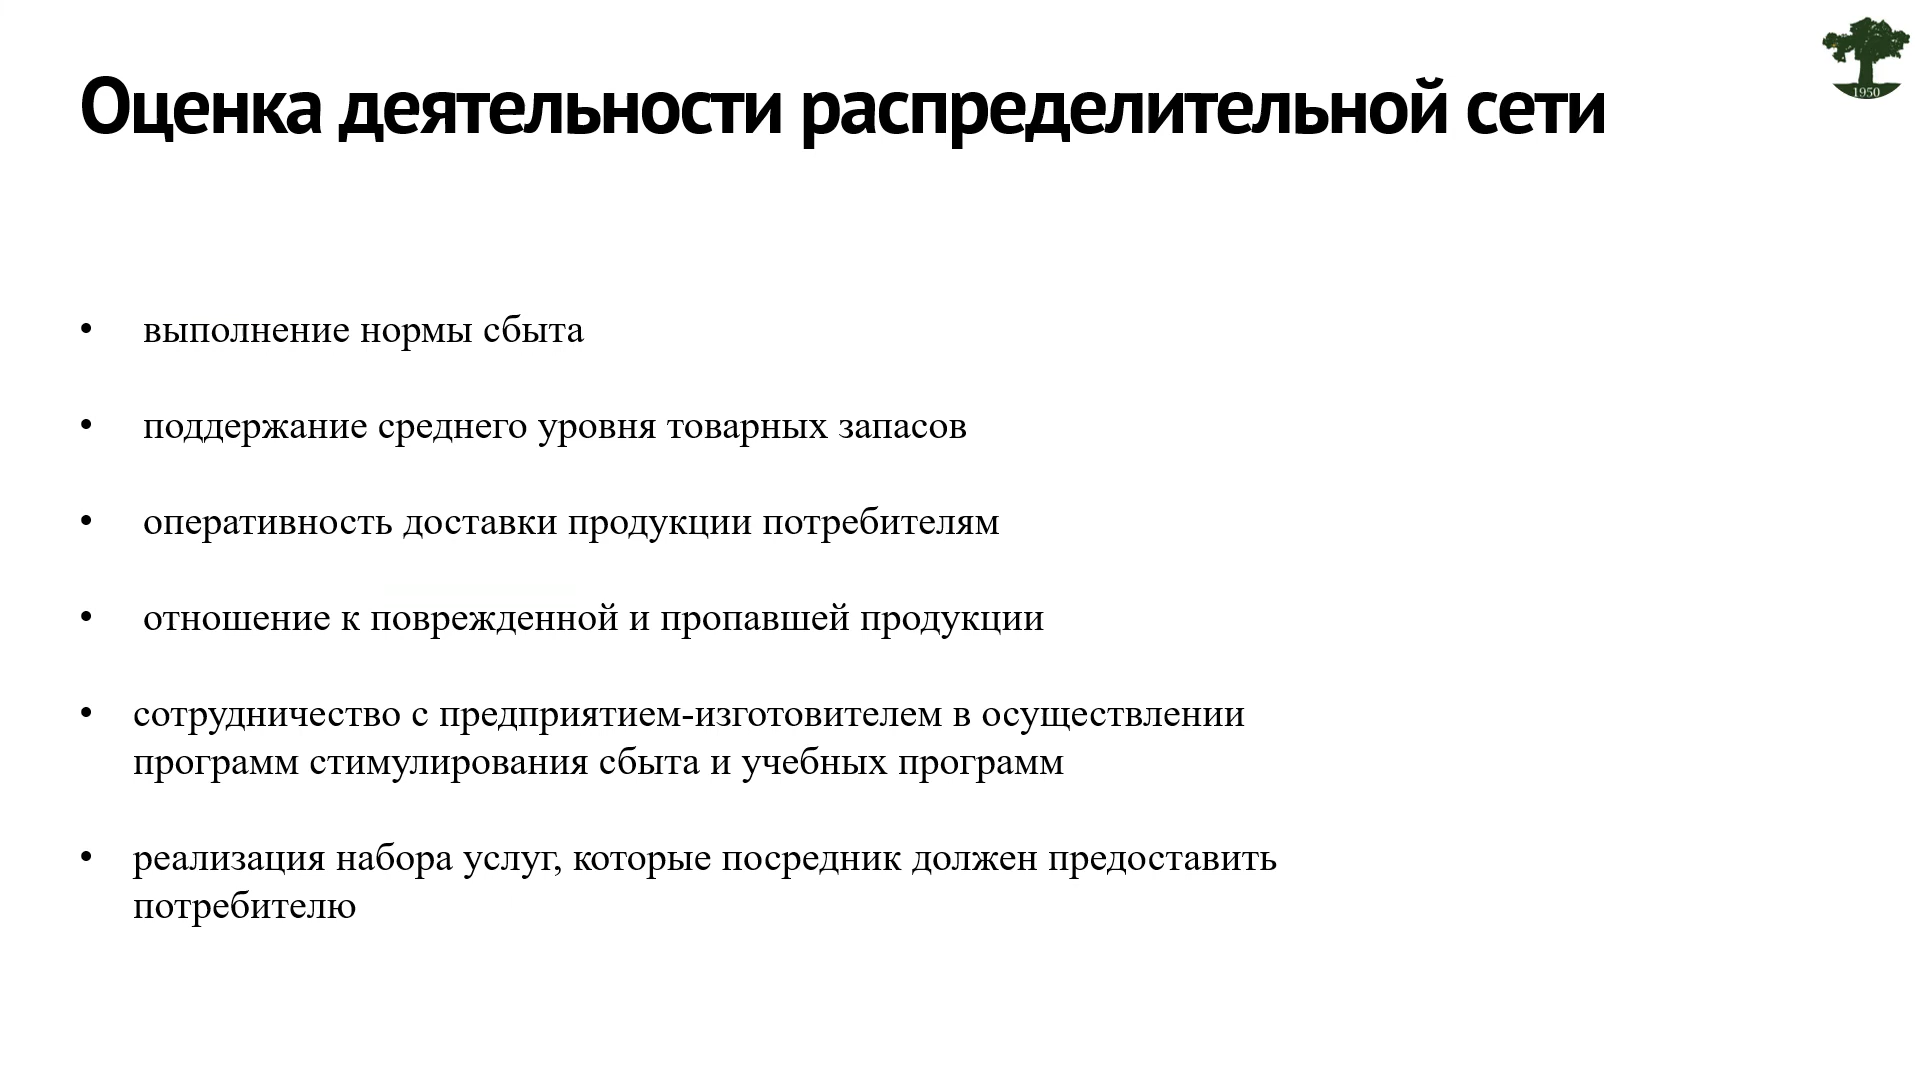 Оценка деятельности распределительной сети
1950
• выполнение нормы сбыта
• поддержание среднего уровня товарных запасов
• оперативность доставки продукции потребителям
• отношение к поврежденной и пропавшей продукции
• сотрудничество с предприятием-изготовителем в осуществлении
программ стимулирования сбыта и учебных программ
• реализация набора услуг, которые посредник должен предоставить
потребителю